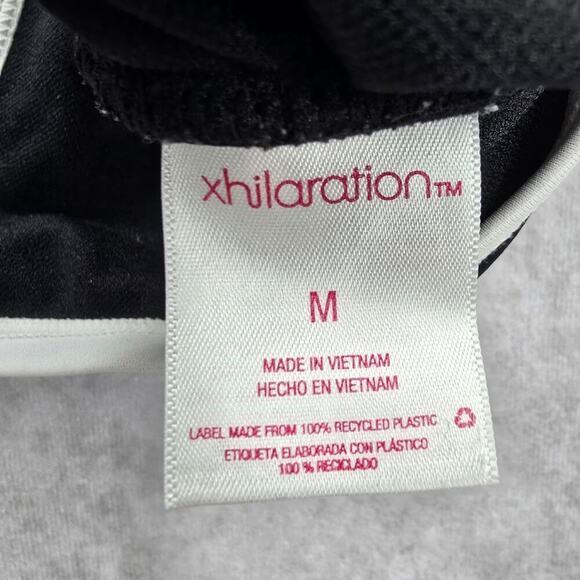 xhilaration™
M
MADE IN VIETNAM
HECHO EN VIETNAM
LABEL MADE FROM 100% RECYCLED PLASTIC
ETIQUETA ELABORADA CON PLÁSTICO
100 % RECICLADO